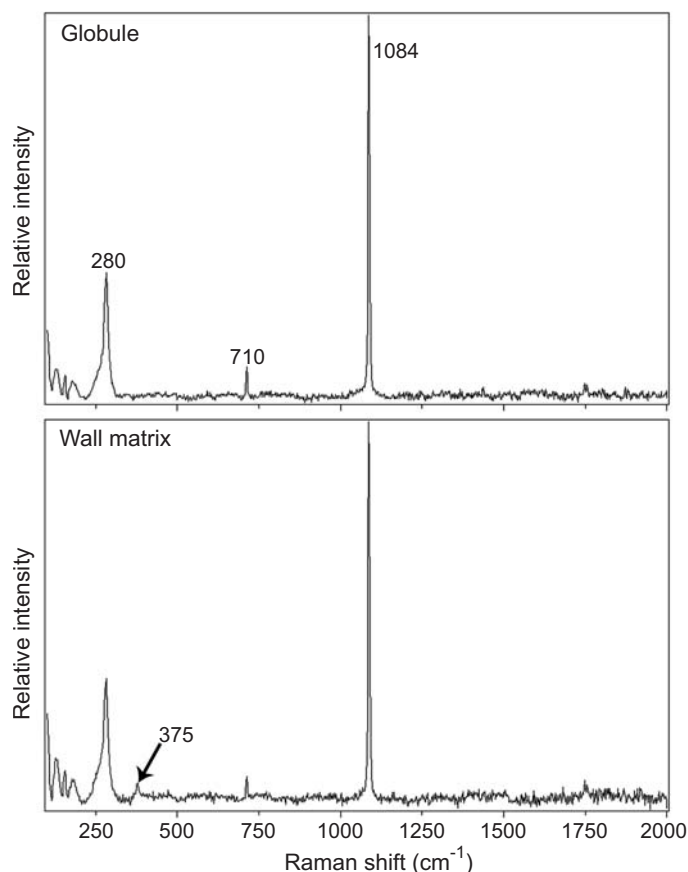 Globule
1084
280
710
Relative intensity
Wall matrix
375
Relative intensity
250 500 750 1000 1250 1500 1750 2000
Raman shift (cm⁻¹)